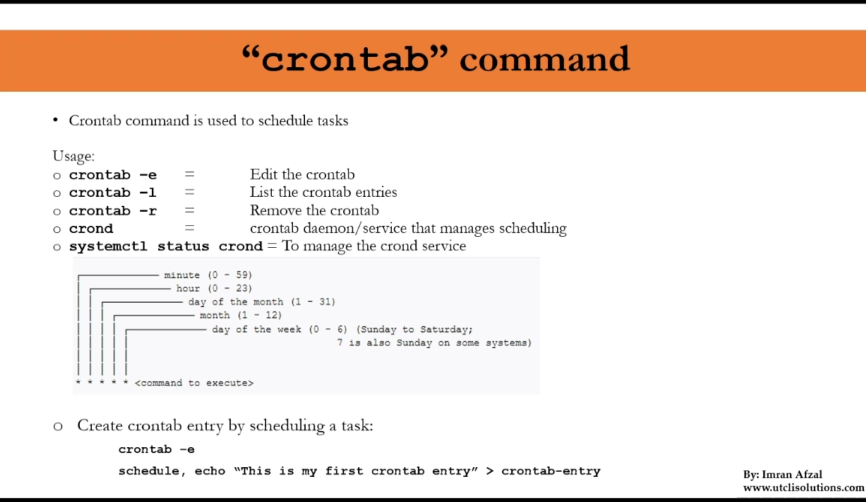 “crontab” command
• Crontab command is used to schedule tasks
Usage:
o crontab –e = Edit the crontab
o crontab –l = List the crontab entries
o crontab –r = Remove the crontab
o crond = crontab daemon/service that manages scheduling
o systemctl status crond = To manage the crond service
minute (0 - 59)
hour (0 - 23)
day of the month (1 - 31)
month (1 - 12)
day of the week (0 - 6) (Sunday to Saturday;
7 is also Sunday on some systems)
* * * * * <command to execute>
o Create crontab entry by scheduling a task:
crontab –e
schedule, echo “This is my first crontab entry” > crontab-entry
By: Imran Afzal
www.utclisolutions.com